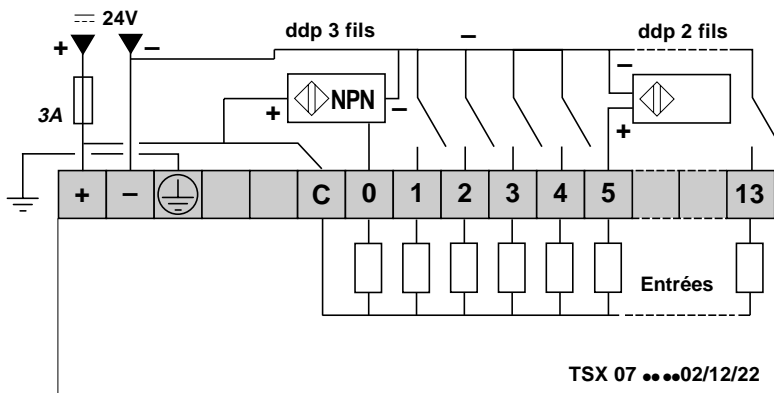 24V
ddp 3 fils
–
ddp 2 fils
+
–
3A
+
NPN
–
–
+
+ – C 0 1 2 3 4 5 13
Entrées
TSX 07 ●● ●●02/12/22